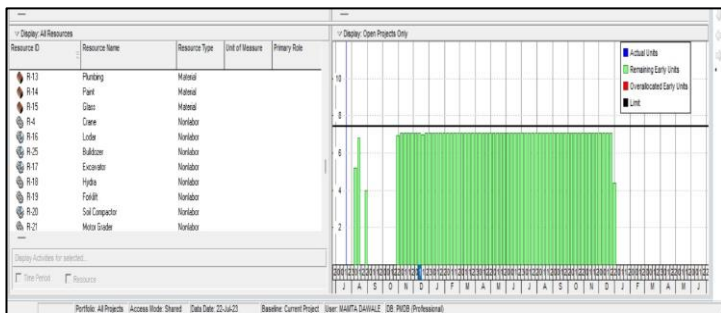 Display: All Resources
Resource ID Resource Name Resource Type Unit of Measure Primary Role
R-13 Plumbing Material
R-14 Paint Material
R-15 Glass Material
R-4 Crane Nonlabor
R-16 Loder Nonlabor
R-25 Bulldozer Nonlabor
R-17 Excavator Nonlabor
R-18 Hydra Nonlabor
R-19 Forklift Nonlabor
R-20 Soil Compactor Nonlabor
R-21 Motor Grader Nonlabor
Display Activities for selected...
Time Period Resource
Display: Open Projects Only
Actual Units
Remaining Early Units
Overallocated Early Units
Limit
10
8
6
4
2
J A S O N D J F M A M J J A S O N D J F M A M J
Portfolio: All Projects Access Mode: Shared Data Date: 22-Jul-23 Baseline: Current Project User: MAMTA DAWALE DB: PMDB (Professional)